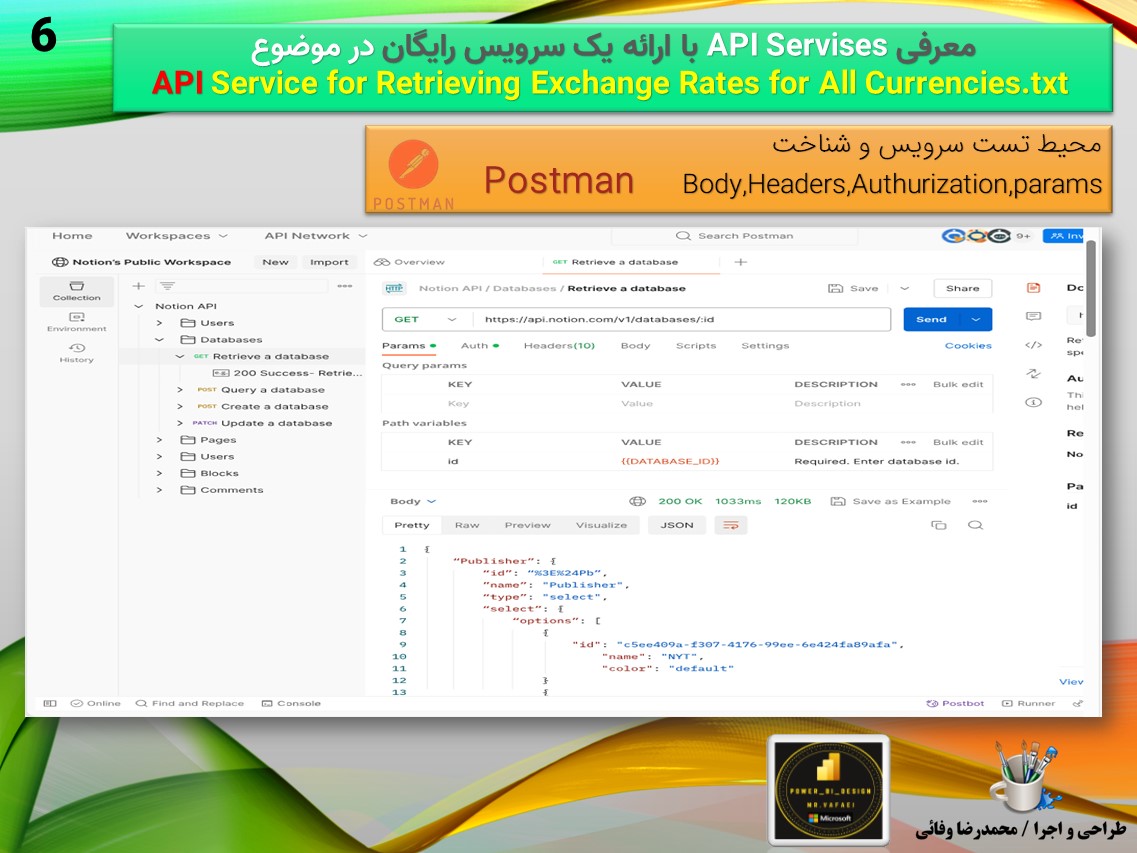 6
معرفی API Servises با ارائه یک سرویس رایگان در موضوع
API Service for Retrieving Exchange Rates for All Currencies.txt
محیط تست سرویس و شناخت
Postman Body,Headers,Authurization,params
POSTMAN
Home Workspaces API Network Search Postman 9+ Inv
Notion's Public Workspace New Import Overview GET Retrieve a database
Collection
Environment
History
Notion API
Users
Databases
GET Retrieve a database
200 Success- Retrie...
POST Query a database
POST Create a database
PATCH Update a database
Pages
Users
Blocks
Comments
HTTP Notion API / Databases / Retrieve a database Save Share
GET https://api.notion.com/v1/databases/:id Send
Params Auth Headers(10) Body Scripts Settings Cookies
Query params
KEY VALUE DESCRIPTION Bulk edit
Key Value Description
Path variables
KEY VALUE DESCRIPTION Bulk edit
id {{DATABASE_ID}} Required. Enter database id.
Body 200 OK 1033ms 120KB Save as Example
Pretty Raw Preview Visualize JSON
1 {
2 "Publisher": {
3 "id": "%3E%24Pb",
4 "name": "Publisher",
5 "type": "select",
6 "select": {
7 "options": [
8 {
9 "id": "c5ee409a-f307-4176-99ee-6e424fa89afa",
10 "name": "NYT",
11 "color": "default"
12 }
13 {
Do
Re
spe
Au
Thi
hel
Re
No
Pa
id
View
Online Find and Replace Console Postbot Runner
POWER_BI_DESIGN
MR.VAFAEI
Microsoft
طراحی و اجرا / محمدرضا وفائی